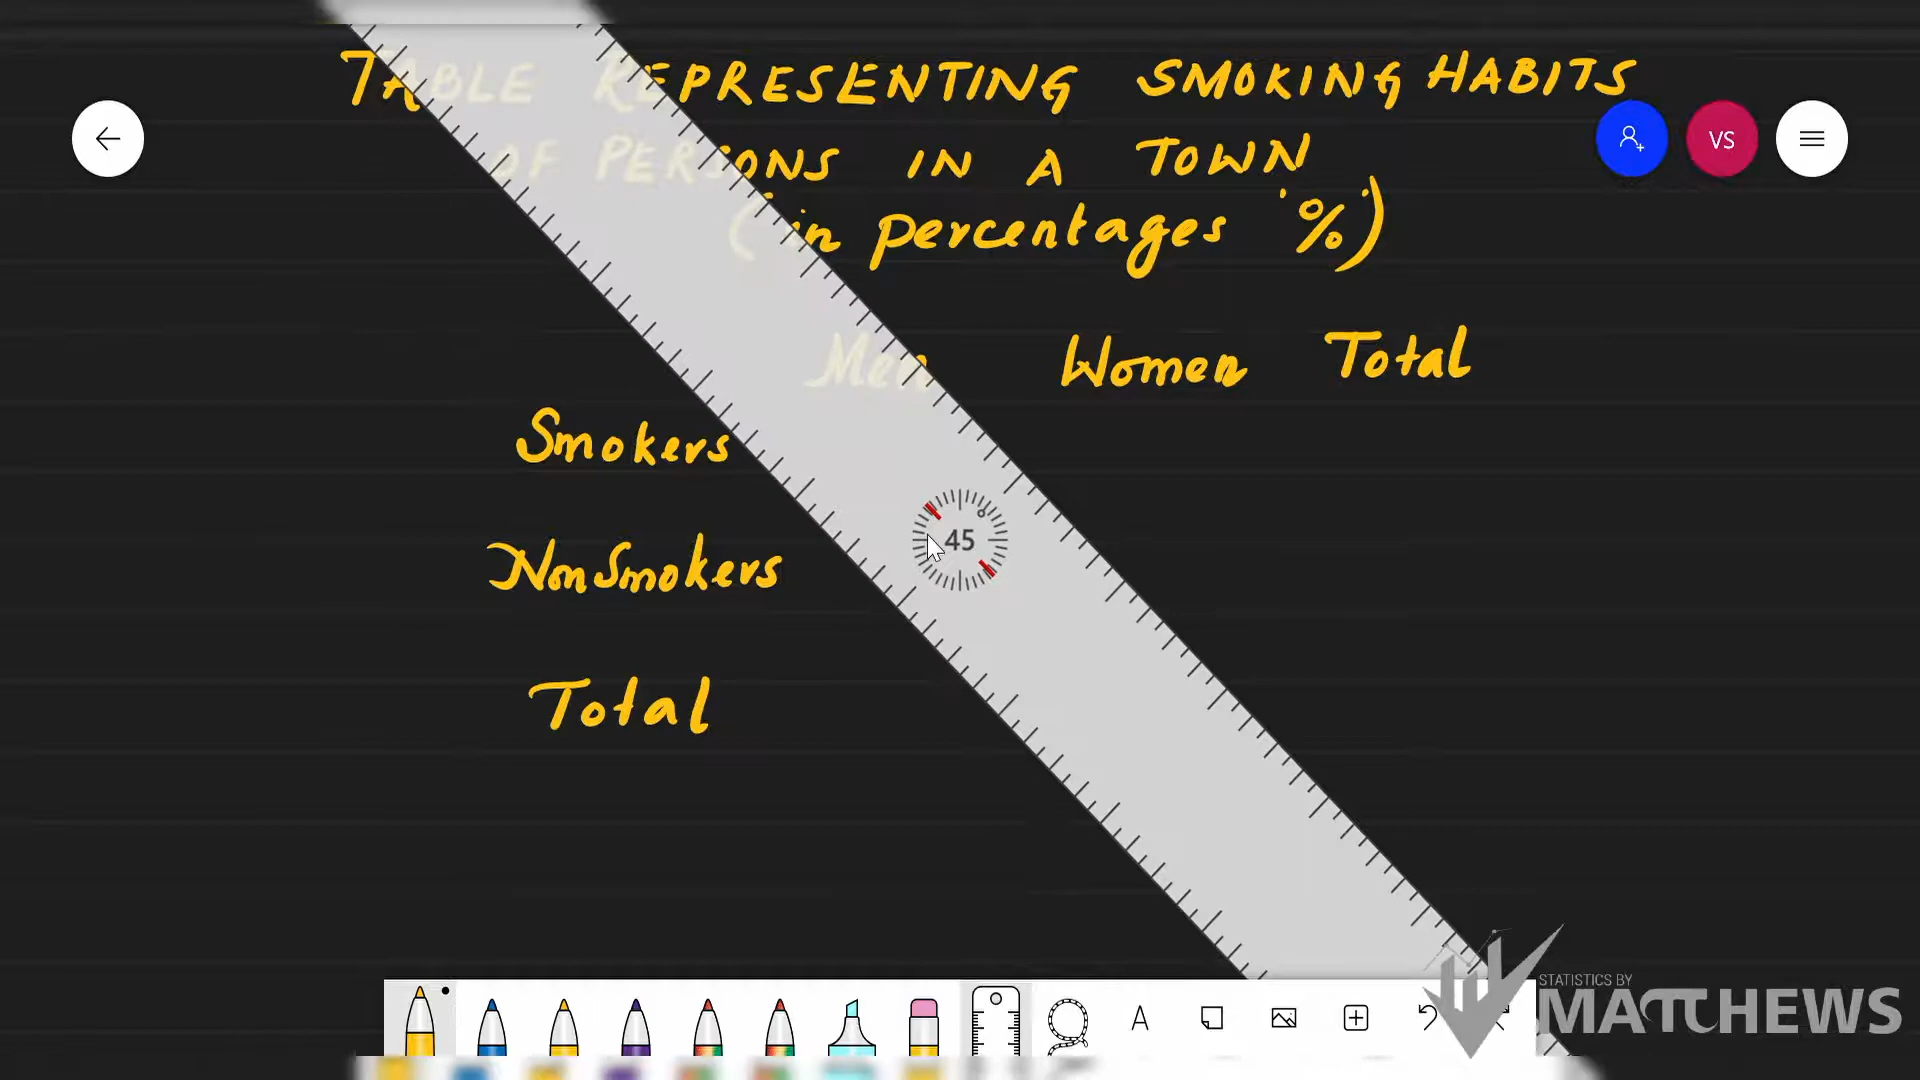 TABLE REPRESENTING SMOKING HABITS
OF PERSONS IN A TOWN
(in percentages '%')
Men Women Total
Smokers
NonSmokers
Total
45°
VS
A
STATISTICS BY
MATTHEWS